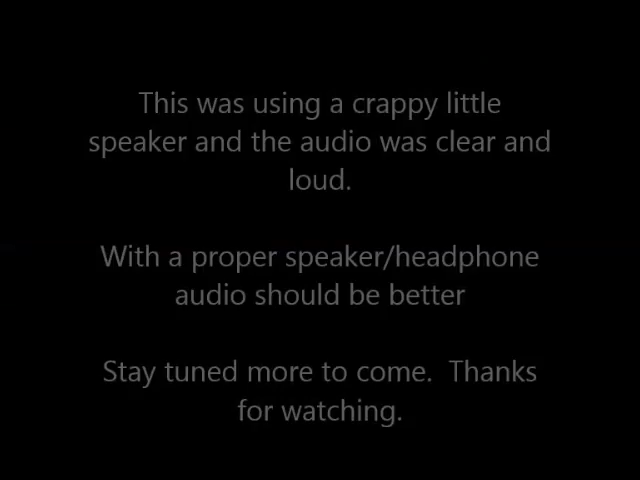 This was using a crappy little
speaker and the audio was clear and
loud.
With a proper speaker/headphone
audio should be better
Stay tuned more to come.  Thanks
for watching.